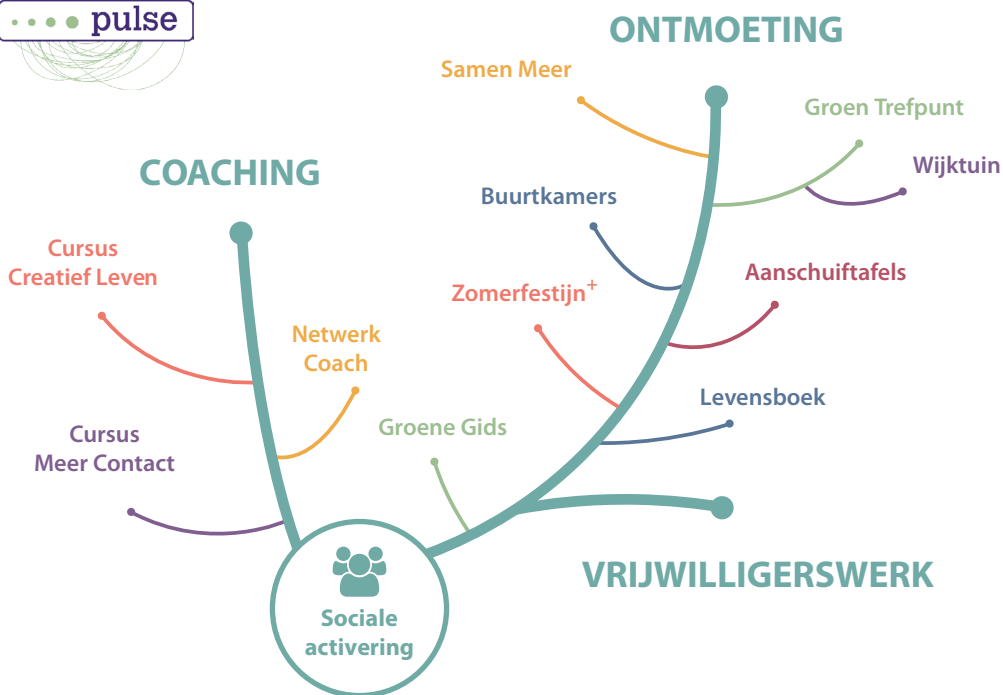 pulse
ONTMOETING
Samen Meer
Groen Trefpunt
Wijktuin
COACHING
Buurtkamers
Cursus
Creatief Leven
Aanschuiftafels
Zomerfestijn+
Netwerk
Coach
Levensboek
Groene Gids
Cursus
Meer Contact
VRIJWILLIGERSWERK
Sociale
activering